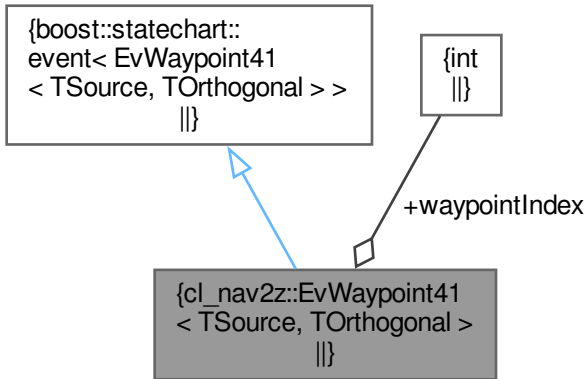 {boost::statechart::
event< EvWaypoint41
< TSource, TOrthogonal > >
||}
{int
||}
+waypointIndex
{cl_nav2z::EvWaypoint41
< TSource, TOrthogonal >
||}